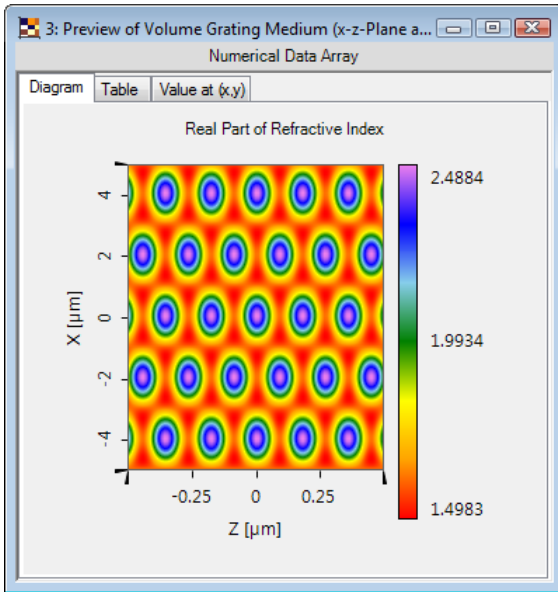 3: Preview of Volume Grating Medium (x-z-Plane a...
Numerical Data Array
Diagram Table Value at (x,y)
Real Part of Refractive Index
4
2
0
-2
-4
X [µm]
-0.25 0 0.25
Z [µm]
2.4884
1.9934
1.4983